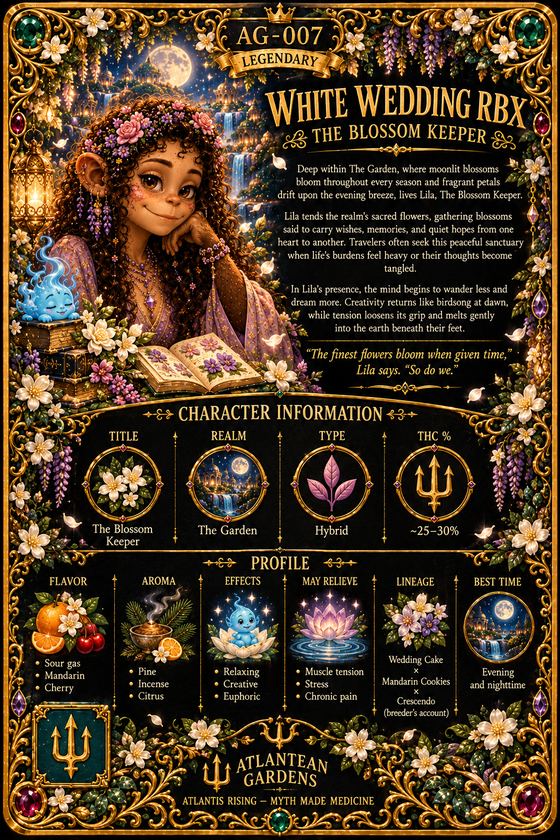 AG-007
LEGENDARY
WHITE WEDDING RBX
THE BLOSSOM KEEPER
Deep within The Garden, where moonlit blossoms
bloom throughout every season and fragrant petals
drift upon the evening breeze, lives Lila, The Blossom Keeper.
Lila tends the realm's sacred flowers, gathering blossoms
said to carry wishes, memories, and quiet hopes from one
heart to another. Travelers often seek this peaceful sanctuary
when life's burdens feel heavy or their thoughts become
tangled.
In Lila's presence, the mind begins to wander less and
dream more. Creativity returns like birdsong at dawn,
while tension loosens its grip and melts gently
into the earth beneath their feet.
"The finest flowers bloom when given time,"
Lila says. "So do we."
CHARACTER INFORMATION
TITLE
The Blossom
Keeper
REALM
The Garden
TYPE
Hybrid
THC %
~25–30%
PROFILE
FLAVOR
• Sour gas
• Mandarin
• Cherry
AROMA
• Pine
• Incense
• Citrus
EFFECTS
• Relaxing
• Creative
• Euphoric
MAY RELIEVE
• Muscle tension
• Stress
• Chronic pain
LINEAGE
Wedding Cake
×
Mandarin Cookies
×
Crescendo
(breeder's account)
BEST TIME
Evening
and nighttime
ATLANTEAN
GARDENS
ATLANTIS RISING — MYTH MADE MEDICINE